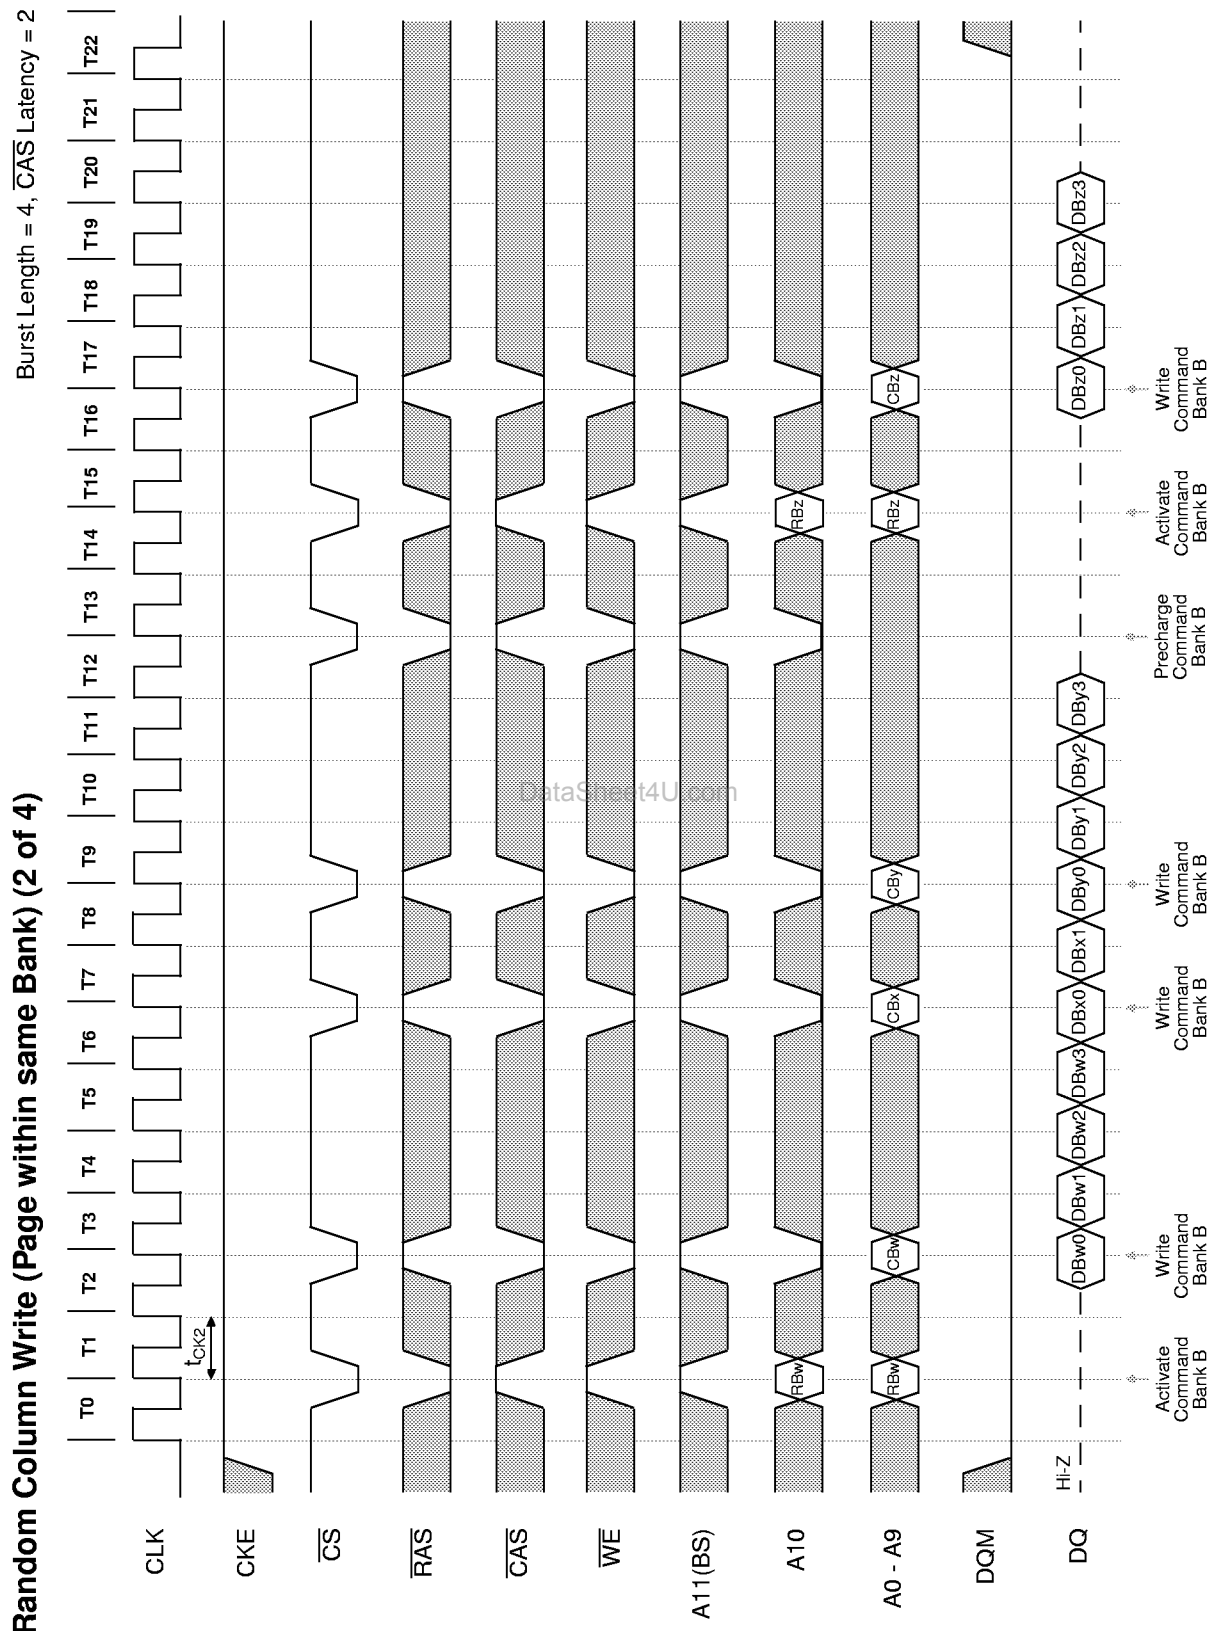 Random Column Write (Page within same Bank) (2 of 4)
Burst Length = 4, CAS Latency = 2
T0 T1 T2 T3 T4 T5 T6 T7 T8 T9 T10 T11 T12 T13 T14 T15 T16 T17 T18 T19 T20 T21 T22
CLK
tCK2
CKE
CS
RAS
CAS
WE
A11(BS)
A10 RBw RBz
A0 - A9 RBw CBw CBx CBy RBz CBz
DQM
DQ Hi-Z DBw0 DBw1 DBw2 DBw3 DBx0 DBx1 DBy0 DBy1 DBy2 DBy3 DBz0 DBz1 DBz2 DBz3
Activate
Command
Bank B
Write
Command
Bank B
Write
Command
Bank B
Write
Command
Bank B
Precharge
Command
Bank B
Activate
Command
Bank B
Write
Command
Bank B
DataSheet4U.com